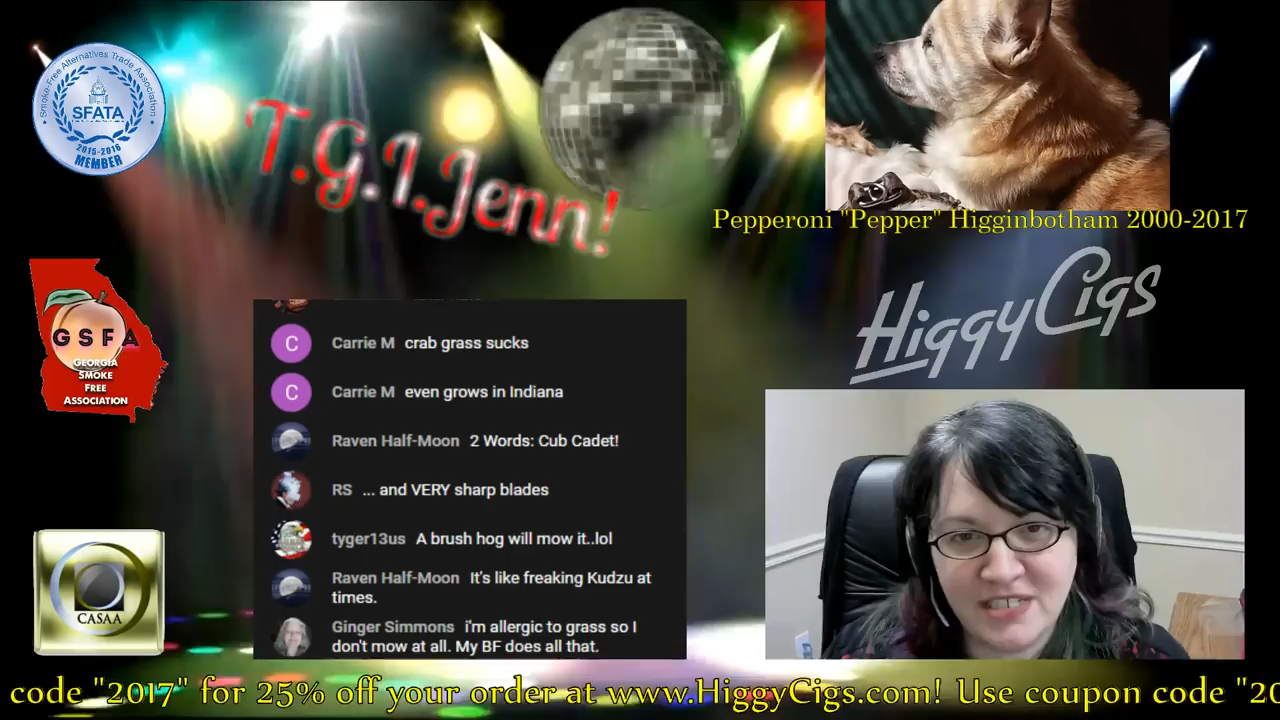 Smoke-Free Alternatives Trade Association
SFATA
2015-2016
MEMBER
T.G.I.Jenn!
Pepperoni "Pepper" Higginbotham 2000-2017
HiggyCigs
GSFA
GEORGIA
SMOKE
FREE
ASSOCIATION
C
Carrie M crab grass sucks
C
Carrie M even grows in Indiana
Raven Half-Moon 2 Words: Cub Cadet!
RS ... and VERY sharp blades
tyger13us A brush hog will mow it..lol
Raven Half-Moon It's like freaking Kudzu at
times.
Ginger Simmons i'm allergic to grass so I
don't mow at all. My BF does all that.
CASAA
code "2017" for 25% off your order at www.HiggyCigs.com! Use coupon code "20